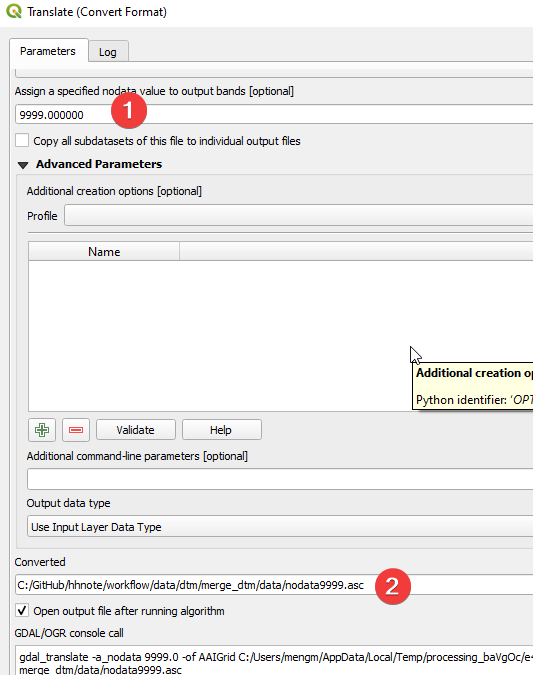 Translate (Convert Format)
Parameters
Log
Assign a specified nodata value to output bands [optional]
9999.000000
1
Copy all subdatasets of this file to individual output files
Advanced Parameters
Additional creation options [optional]
Profile
Name
Additional creation op
Python identifier: 'OPT
Validate
Help
Additional command-line parameters [optional]
Output data type
Use Input Layer Data Type
Converted
C:/GitHub/hhnote/workflow/data/dtm/merge_dtm/data/nodata9999.asc
2
Open output file after running algorithm
GDAL/OGR console call
gdal_translate -a_nodata 9999.0 -of AAIGrid C:/Users/mengm/AppData/Local/Temp/processing_baVgOc/e
merge_dtm/data/nodata9999.asc